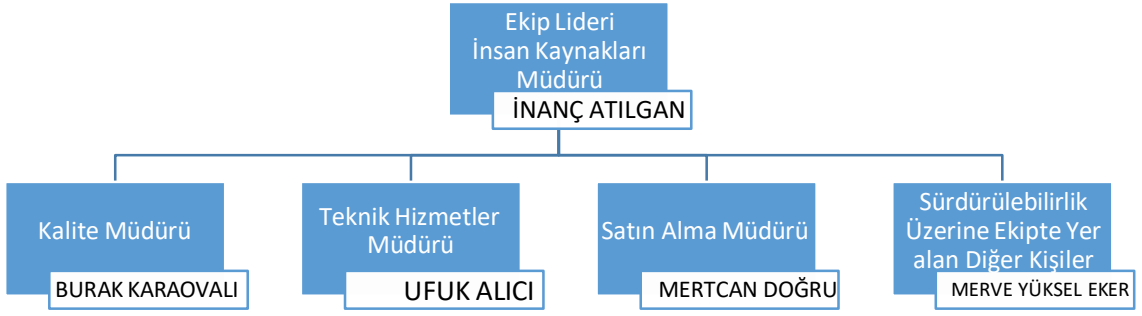 Ekip Lideri
İnsan Kaynakları
Müdürü
İNANÇ ATILGAN
Kalite Müdürü
BURAK KARAOVALI
Teknik Hizmetler
Müdürü
UFUK ALICI
Satın Alma Müdürü
MERTCAN DOĞRU
Sürdürülebilirlik
Üzerine Ekipte Yer
alan Diğer Kişiler
MERVE YÜKSEL EKER